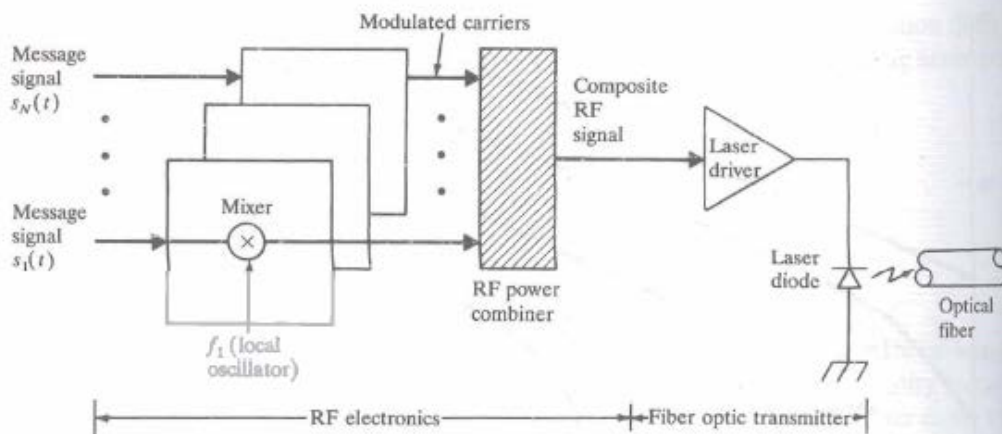 Modulated carriers
Message
signal
s_N(t)
Composite
RF
signal
Laser
driver
Mixer
Message
signal
s_1(t)
Laser
diode
RF power
combiner
Optical
fiber
f_1 (local
oscillator)
RF electronics
Fiber optic transmitter